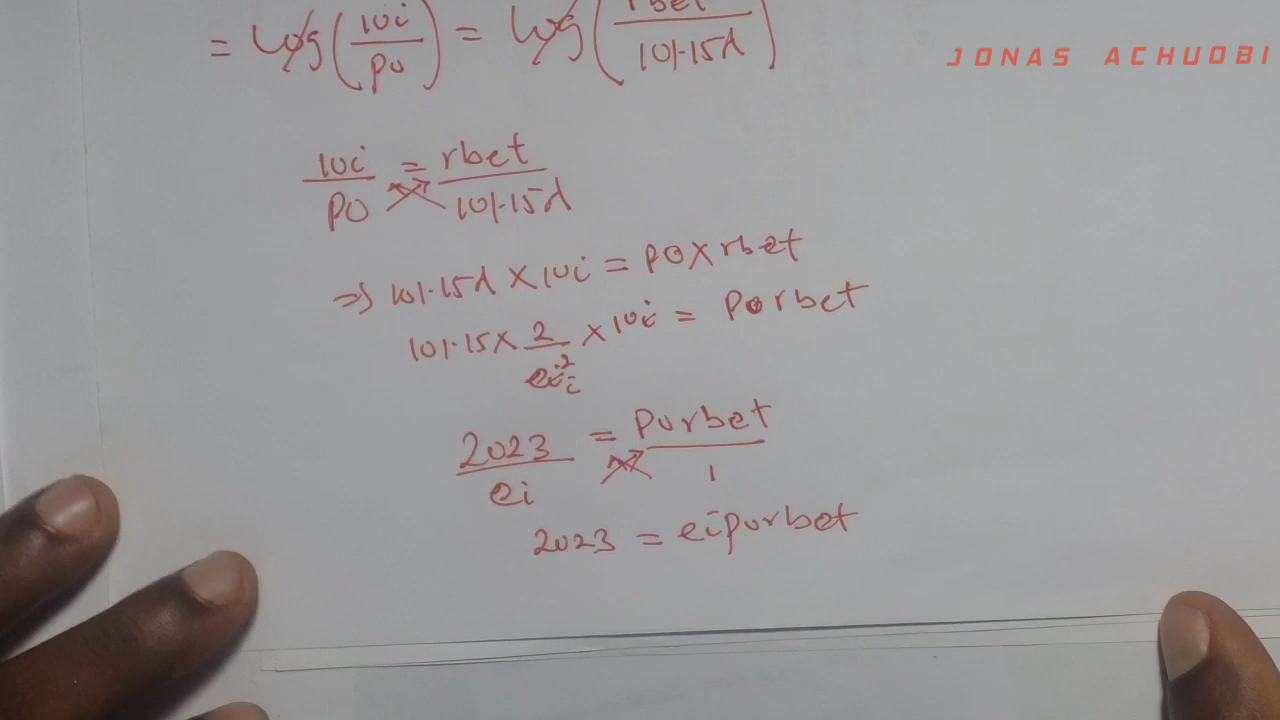 = log(10i/po) = log(rbet/101.15λ)
JONAS ACHUOBI
10i/po = rbet/101.15λ
⇒ 101.15λ × 10i = po × rbet
101.15 × 2/ei²i × 10i = Porbet
2023/ei = Porbet/1
2023 = eiporbet